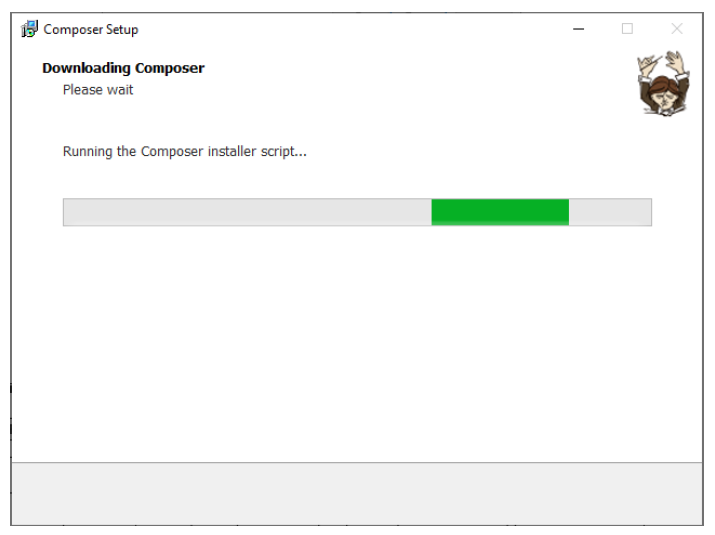 Composer Setup
Downloading Composer
Please wait
Running the Composer installer script...